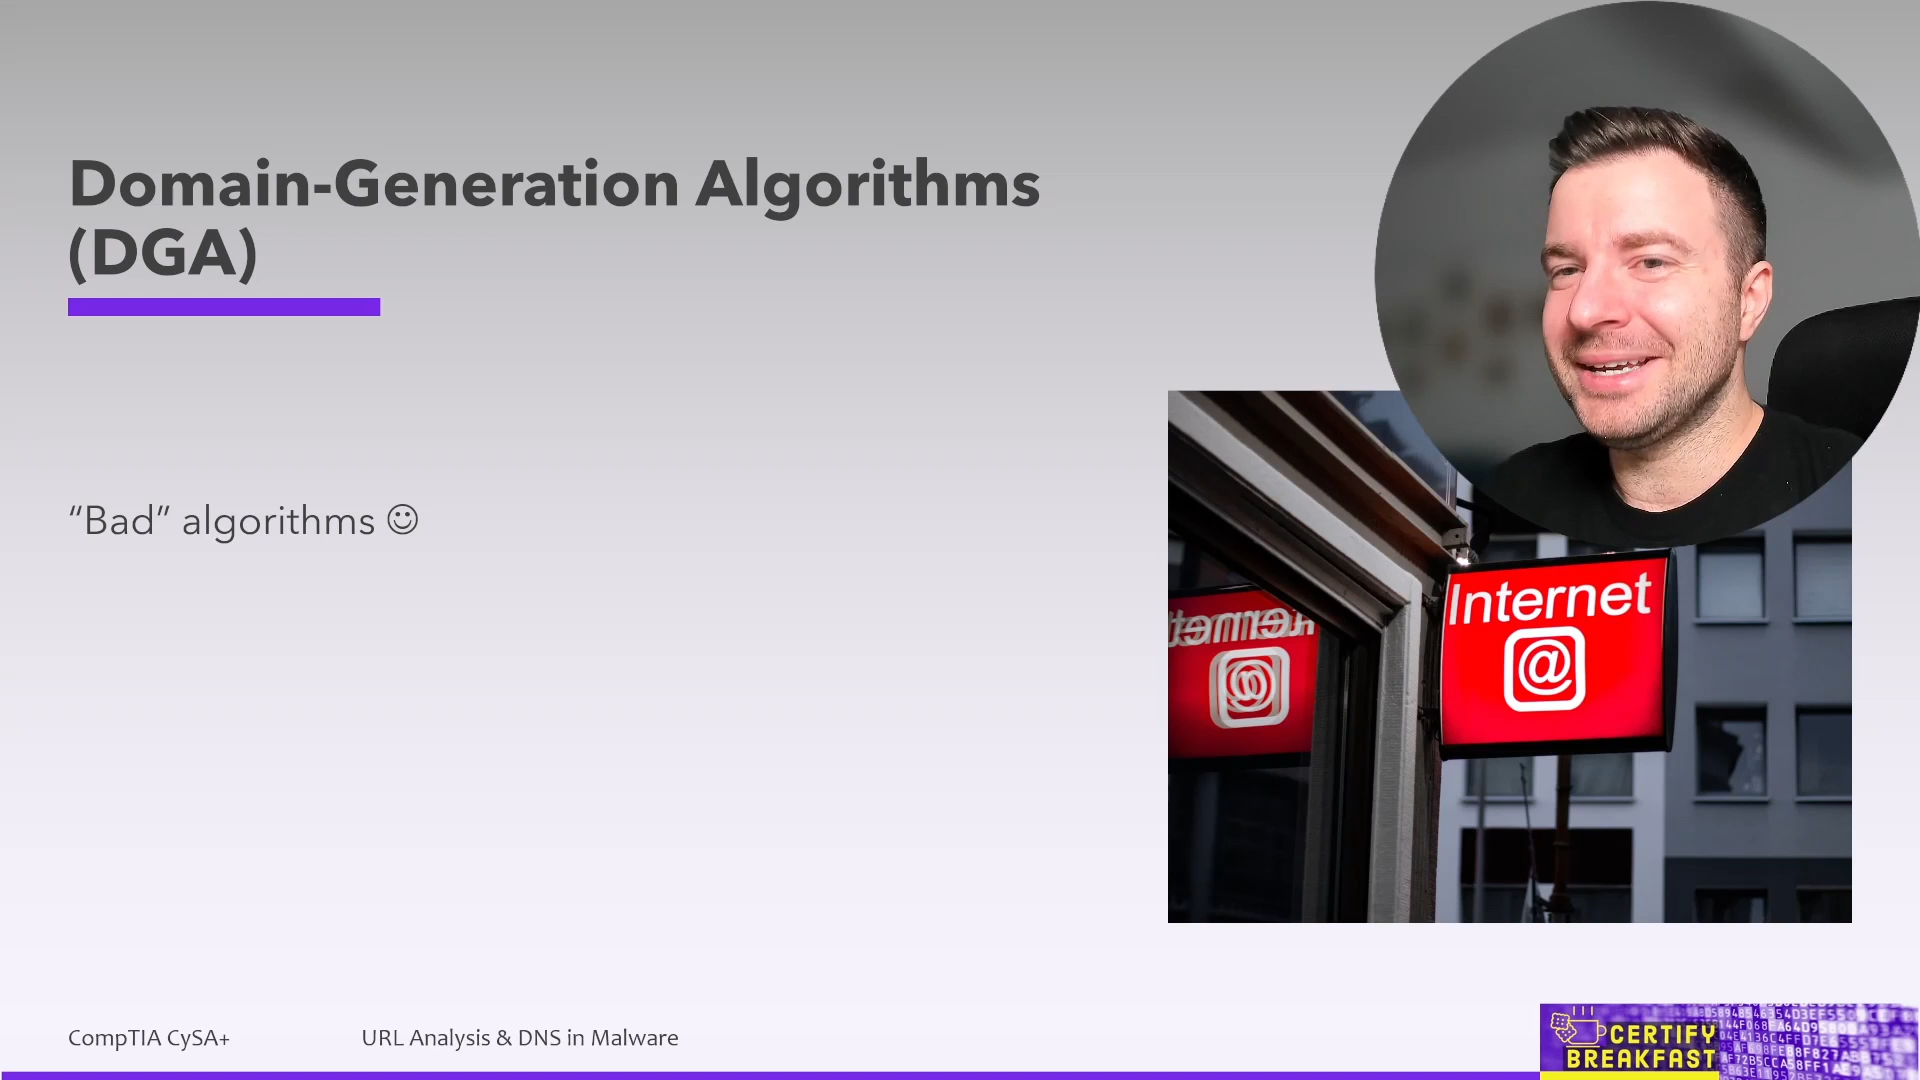 Domain-Generation Algorithms
(DGA)
“Bad” algorithms ☺
Internet
@
CompTIA CySA+
URL Analysis & DNS in Malware
CERTIFY
BREAKFAST